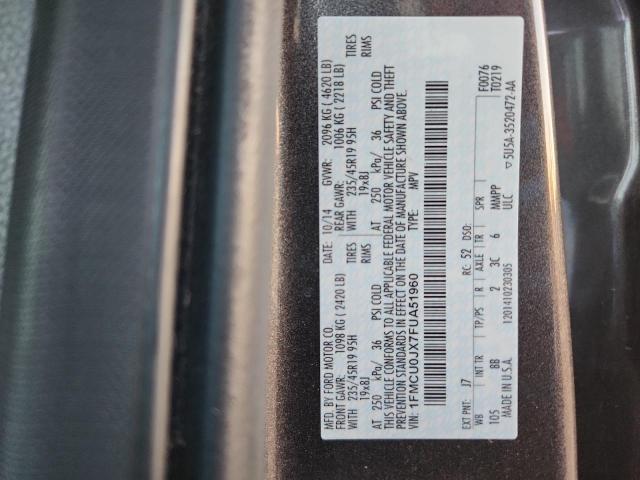 MFD. BY FORD MOTOR CO.
DATE: 10/14 GVWR: 2096 KG ( 4620 LB)
FRONT GAWR: 1098 KG ( 2420 LB) REAR GAWR: 1006 KG ( 2218 LB)
WITH 235/45R19 95H TIRES WITH 235/45R19 95H TIRES
19x8J RIMS 19x8J RIMS
AT 250 kPa/ 36 PSI COLD AT 250 kPa/ 36 PSI COLD
THIS VEHICLE CONFORMS TO ALL APPLICABLE FEDERAL MOTOR VEHICLE SAFETY AND THEFT
PREVENTION STANDARDS IN EFFECT ON THE DATE OF MANUFACTURE SHOWN ABOVE.
VIN: 1FMCU0JX7FUA51960 TYPE: MPV
EXT PNT: J7 RC: 52 DSO: F0076
WB INT TR TP/PS R AXLE TR SPR T0219
105 BB 2 3C 6 MMPP
MADE IN U.S.A. 1201410230305 ULC ▽5U5A-3520472-AA